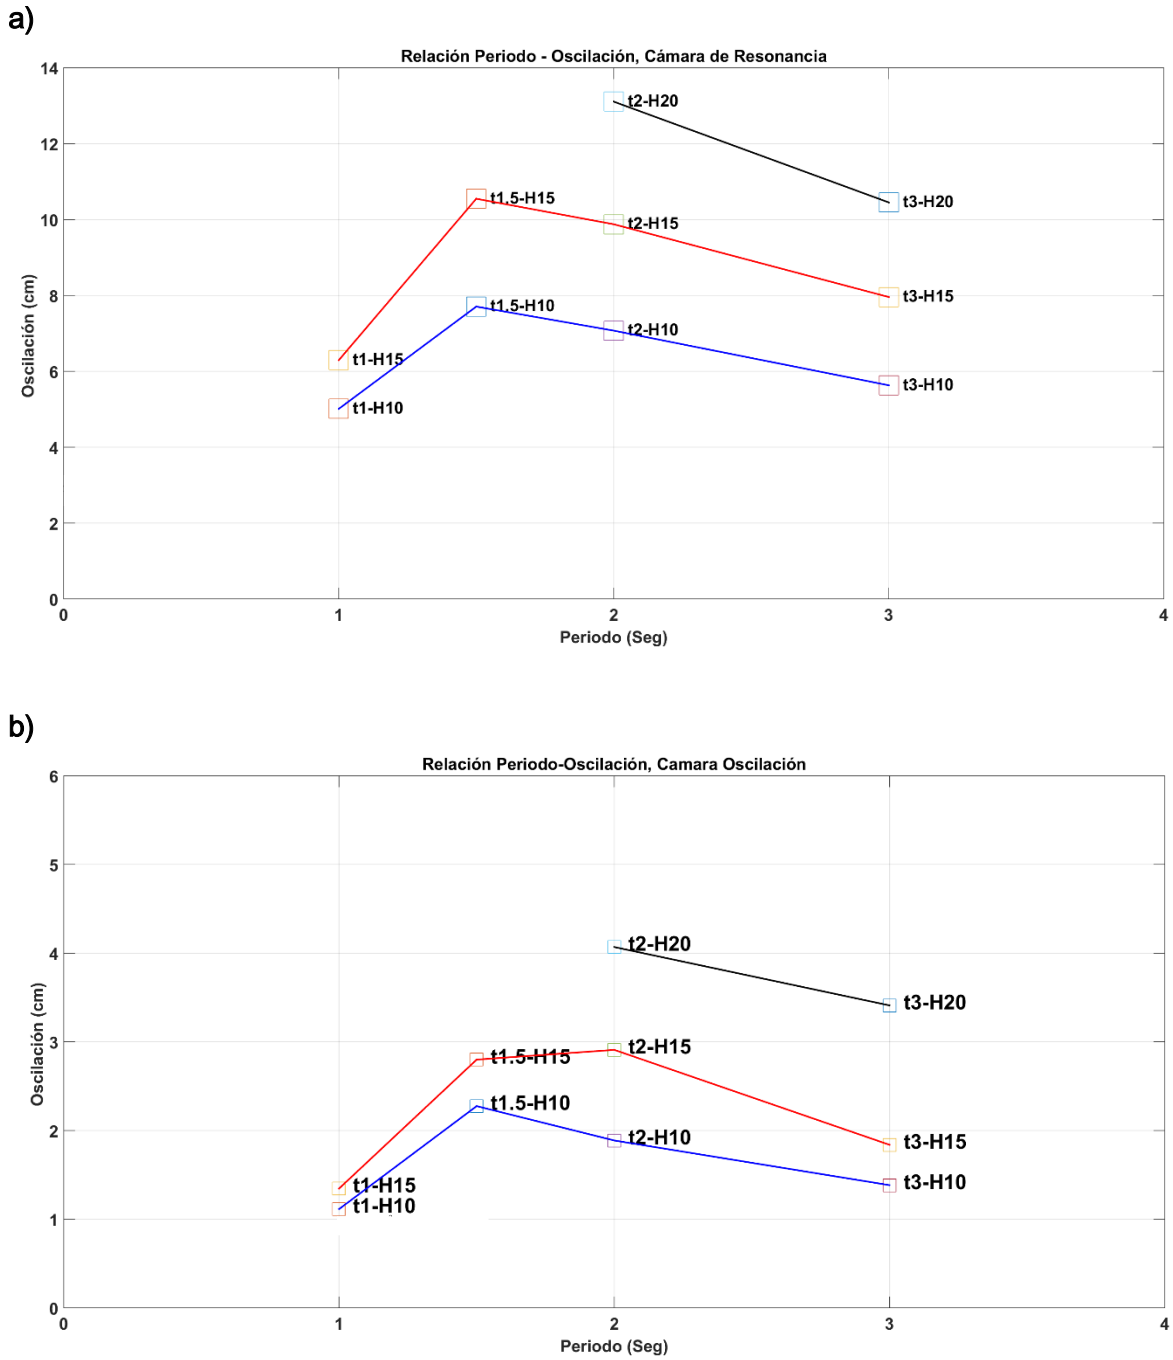 a)
Relación Periodo - Oscilación, Cámara de Resonancia
14
12
10
8
6
4
2
0
Oscilación (cm)
t2-H20
t3-H20
t1.5-H15
t2-H15
t3-H15
t1.5-H10
t2-H10
t1-H15
t3-H10
t1-H10
0 1 2 3 4
Periodo (Seg)
b)
Relación Periodo-Oscilación, Camara Oscilación
6
5
4
3
2
1
0
Oscilación (cm)
t2-H20
t3-H20
t1.5-H15
t2-H15
t1.5-H10
t2-H10
t3-H15
t1-H15
t3-H10
t1-H10
0 1 2 3 4
Periodo (Seg)